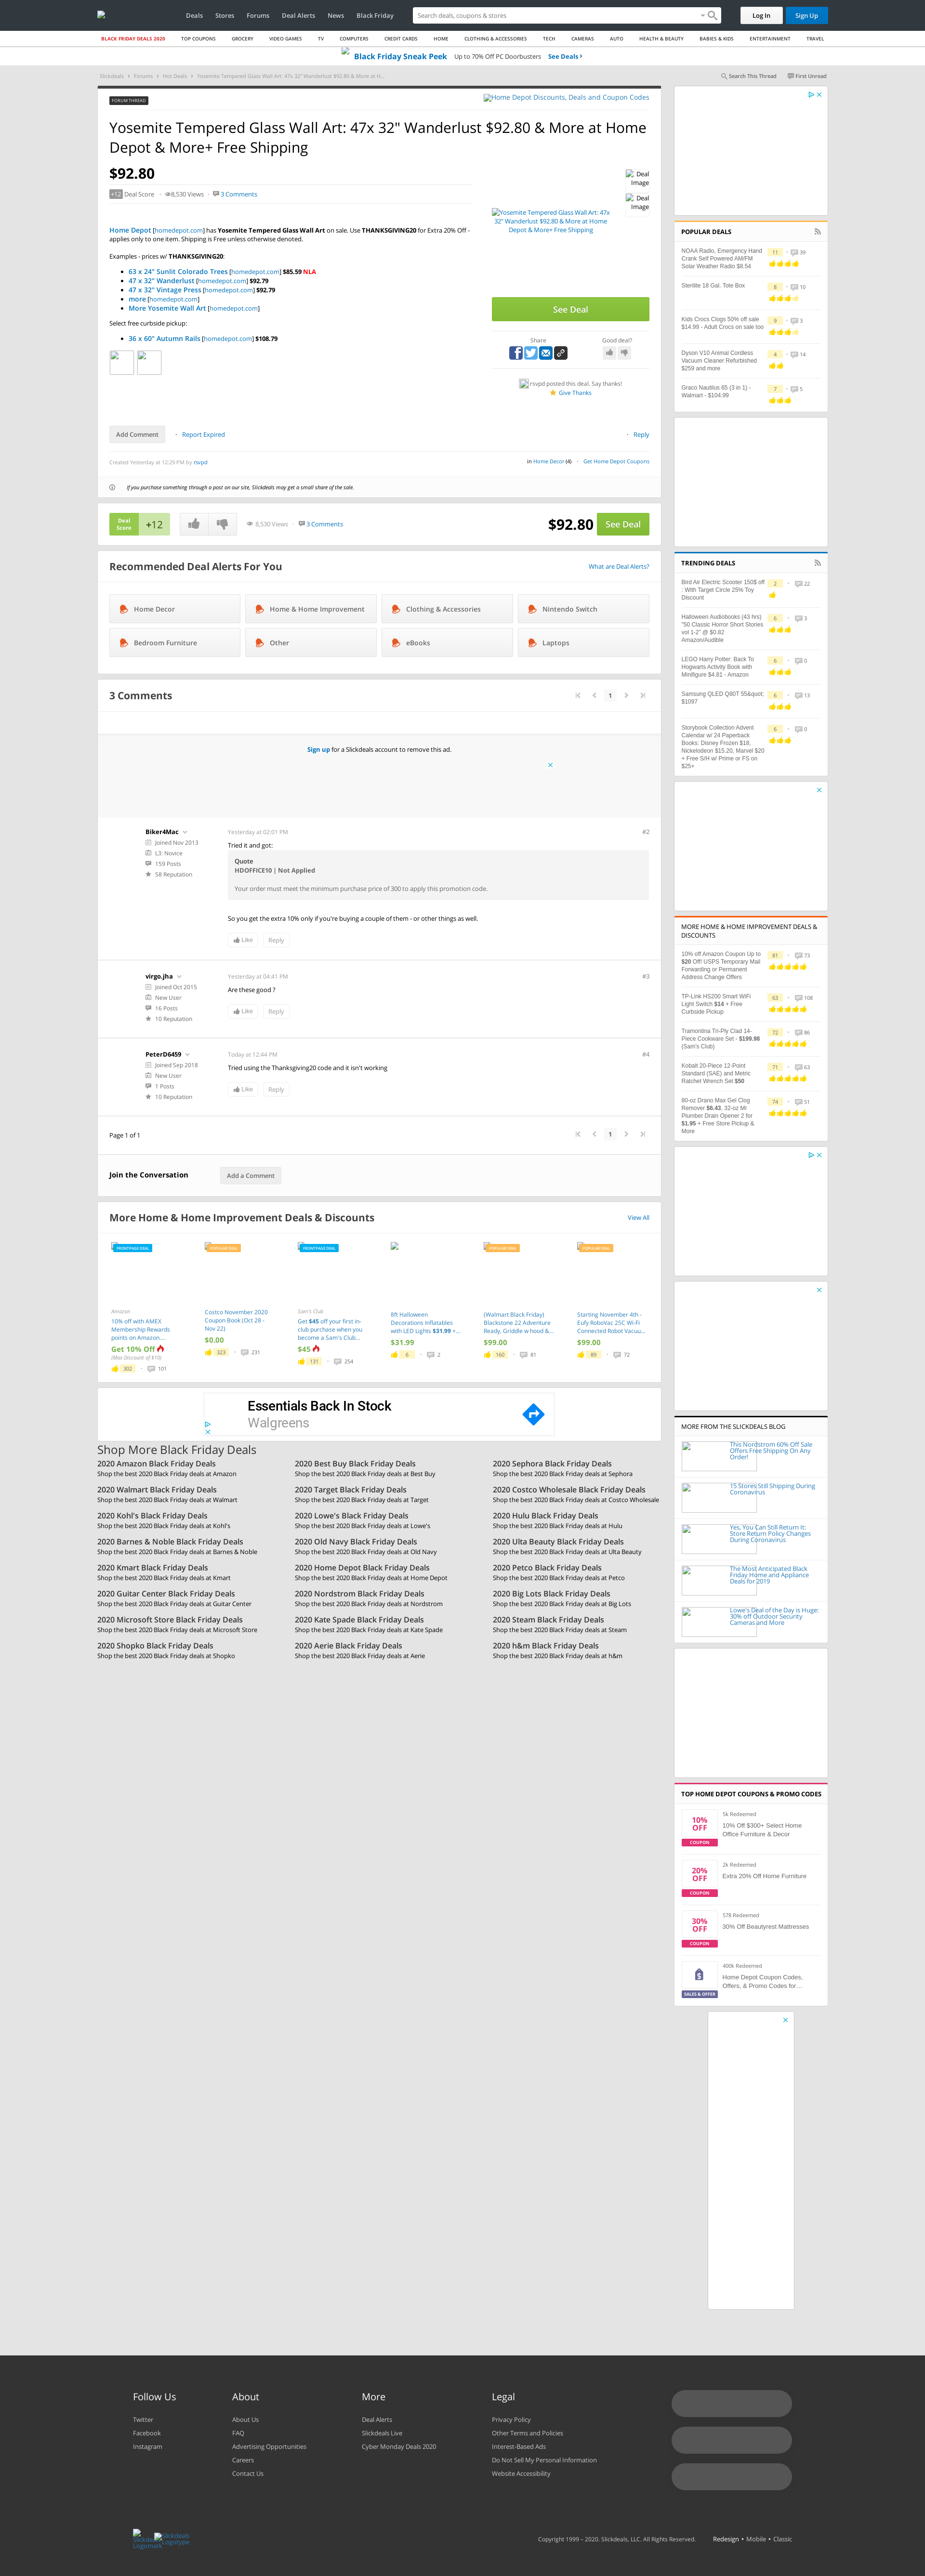 Deals Stores Forums Deal Alerts News Black Friday
Search deals, coupons & stores
Log In Sign Up
BLACK FRIDAY DEALS 2020 TOP COUPONS GROCERY VIDEO GAMES TV COMPUTERS CREDIT CARDS HOME CLOTHING & ACCESSORIES TECH CAMERAS AUTO HEALTH & BEAUTY BABIES & KIDS ENTERTAINMENT TRAVEL
Black Friday Sneak Peek Up to 70% Off PC Doorbusters See Deals ›
Slickdeals › Forums › Hot Deals › Yosemite Tempered Glass Wall Art: 47x 32" Wanderlust $92.80 & More at H...
Search This Thread First Unread
FORUM THREAD
Home Depot Discounts, Deals and Coupon Codes
Yosemite Tempered Glass Wall Art: 47x 32" Wanderlust $92.80 & More at Home
Depot & More+ Free Shipping
$92.80
+12 Deal Score 8,530 Views 3 Comments
Home Depot [homedepot.com] has Yosemite Tempered Glass Wall Art on sale. Use THANKSGIVING20 for Extra 20% Off -
applies only to one item. Shipping is Free unless otherwise denoted.
Examples - prices w/ THANKSGIVING20:
63 x 24" Sunlit Colorado Trees [homedepot.com] $85.59 NLA
47 x 32" Wanderlust [homedepot.com] $92.79
47 x 32" Vintage Press [homedepot.com] $92.79
more [homedepot.com]
More Yosemite Wall Art [homedepot.com]
Select free curbside pickup:
36 x 60" Autumn Rails [homedepot.com] $108.79
Yosemite Tempered Glass Wall Art: 47x
32" Wanderlust $92.80 & More at Home
Depot & More+ Free Shipping
Deal
Image
Deal
Image
See Deal
Share Good deal?
rsvpd posted this deal. Say thanks!
Give Thanks
Add Comment Report Expired Reply
Created Yesterday at 12:29 PM by rsvpd
in Home Decor (4) Get Home Depot Coupons
If you purchase something through a post on our site, Slickdeals may get a small share of the sale.
Deal
Score
+12
8,530 Views 3 Comments
$92.80 See Deal
Recommended Deal Alerts For You
What are Deal Alerts?
Home Decor Home & Home Improvement Clothing & Accessories Nintendo Switch
Bedroom Furniture Other eBooks Laptops
3 Comments
1
Sign up for a Slickdeals account to remove this ad.
Biker4Mac
Joined Nov 2013
L3: Novice
159 Posts
58 Reputation
Yesterday at 02:01 PM #2
Tried it and got:
Quote
HDOFFICE10 | Not Applied
Your order must meet the minimum purchase price of 300 to apply this promotion code.
So you get the extra 10% only if you're buying a couple of them - or other things as well.
Like Reply
virgo.jha
Joined Oct 2015
New User
16 Posts
10 Reputation
Yesterday at 04:41 PM #3
Are these good ?
Like Reply
PeterD6459
Joined Sep 2018
New User
1 Posts
10 Reputation
Today at 12:44 PM #4
Tried using the Thanksgiving20 code and it isn't working
Like Reply
Page 1 of 1
1
Join the Conversation Add a Comment
More Home & Home Improvement Deals & Discounts
View All
FRONTPAGE DEAL
Amazon
10% off with AMEX
Membership Rewards
points on Amazon....
Get 10% Off
(Max Discount of $10)
302 101
POPULAR DEAL
Costco November 2020
Coupon Book (Oct 28 -
Nov 22)
$0.00
323 231
FRONTPAGE DEAL
Sam's Club
Get $45 off your first in-
club purchase when you
become a Sam's Club...
$45
131 254
8ft Halloween
Decorations Inflatables
with LED Lights $31.99 +...
$31.99
6 2
POPULAR DEAL
(Walmart Black Friday)
Blackstone 22 Adventure
Ready, Griddle w hood &...
$99.00
160 81
POPULAR DEAL
Starting November 4th -
Eufy RoboVac 25C Wi-Fi
Connected Robot Vacuu...
$99.00
89 72
Essentials Back In Stock
Walgreens
Shop More Black Friday Deals
2020 Amazon Black Friday Deals
Shop the best 2020 Black Friday deals at Amazon
2020 Best Buy Black Friday Deals
Shop the best 2020 Black Friday deals at Best Buy
2020 Sephora Black Friday Deals
Shop the best 2020 Black Friday deals at Sephora
2020 Walmart Black Friday Deals
Shop the best 2020 Black Friday deals at Walmart
2020 Target Black Friday Deals
Shop the best 2020 Black Friday deals at Target
2020 Costco Wholesale Black Friday Deals
Shop the best 2020 Black Friday deals at Costco Wholesale
2020 Kohl's Black Friday Deals
Shop the best 2020 Black Friday deals at Kohl's
2020 Lowe's Black Friday Deals
Shop the best 2020 Black Friday deals at Lowe's
2020 Hulu Black Friday Deals
Shop the best 2020 Black Friday deals at Hulu
2020 Barnes & Noble Black Friday Deals
Shop the best 2020 Black Friday deals at Barnes & Noble
2020 Old Navy Black Friday Deals
Shop the best 2020 Black Friday deals at Old Navy
2020 Ulta Beauty Black Friday Deals
Shop the best 2020 Black Friday deals at Ulta Beauty
2020 Kmart Black Friday Deals
Shop the best 2020 Black Friday deals at Kmart
2020 Home Depot Black Friday Deals
Shop the best 2020 Black Friday deals at Home Depot
2020 Petco Black Friday Deals
Shop the best 2020 Black Friday deals at Petco
2020 Guitar Center Black Friday Deals
Shop the best 2020 Black Friday deals at Guitar Center
2020 Nordstrom Black Friday Deals
Shop the best 2020 Black Friday deals at Nordstrom
2020 Big Lots Black Friday Deals
Shop the best 2020 Black Friday deals at Big Lots
2020 Microsoft Store Black Friday Deals
Shop the best 2020 Black Friday deals at Microsoft Store
2020 Kate Spade Black Friday Deals
Shop the best 2020 Black Friday deals at Kate Spade
2020 Steam Black Friday Deals
Shop the best 2020 Black Friday deals at Steam
2020 Shopko Black Friday Deals
Shop the best 2020 Black Friday deals at Shopko
2020 Aerie Black Friday Deals
Shop the best 2020 Black Friday deals at Aerie
2020 h&m Black Friday Deals
Shop the best 2020 Black Friday deals at h&m
POPULAR DEALS
NOAA Radio, Emergency Hand
Crank Self Powered AM/FM
Solar Weather Radio $8.54
11 39
Sterilite 18 Gal. Tote Box
8 10
Kids Crocs Clogs 50% off sale
$14.99 - Adult Crocs on sale too
9 3
Dyson V10 Animal Cordless
Vacuum Cleaner Refurbished
$259 and more
4 14
Graco Nautilus 65 (3 in 1) -
Walmart - $104.99
7 5
TRENDING DEALS
Bird Air Electric Scooter 150$ off
: With Target Circle 25% Toy
Discount
2 22
Halloween Audiobooks (43 hrs)
"50 Classic Horror Short Stories
vol 1-2" @ $0.82
Amazon/Audible
6 3
LEGO Harry Potter: Back To
Hogwarts Activity Book with
Minifigure $4.81 - Amazon
6 0
Samsung QLED Q80T 55&quot;
$1097
6 13
Storybook Collection Advent
Calendar w/ 24 Paperback
Books: Disney Frozen $18,
Nickelodeon $15.20, Marvel $20
+ Free S/H w/ Prime or FS on
$25+
6 0
MORE HOME & HOME IMPROVEMENT DEALS &
DISCOUNTS
10% off Amazon Coupon Up to
$20 Off! USPS Temporary Mail
Forwarding or Permanent
Address Change Offers
81 73
TP-Link HS200 Smart WiFi
Light Switch $14 + Free
Curbside Pickup
63 108
Tramontina Tri-Ply Clad 14-
Piece Cookware Set - $199.98
(Sam's Club)
72 86
Kobalt 20-Piece 12-Point
Standard (SAE) and Metric
Ratchet Wrench Set $50
71 63
80-oz Drano Max Gel Clog
Remover $6.43, 32-oz Mr
Plumber Drain Opener 2 for
$1.95 + Free Store Pickup &
More
74 51
MORE FROM THE SLICKDEALS BLOG
This Nordstrom 60% Off Sale
Offers Free Shipping On Any
Order!
15 Stores Still Shipping During
Coronavirus
Yes, You Can Still Return It:
Store Return Policy Changes
During Coronavirus
The Most Anticipated Black
Friday Home and Appliance
Deals for 2019
Lowe's Deal of the Day is Huge:
30% off Outdoor Security
Cameras and More
TOP HOME DEPOT COUPONS & PROMO CODES
10%
OFF
COUPON
5k Redeemed
10% Off $300+ Select Home
Office Furniture & Decor
20%
OFF
COUPON
2k Redeemed
Extra 20% Off Home Furniture
30%
OFF
COUPON
578 Redeemed
30% Off Beautyrest Mattresses
SALES & OFFER
400k Redeemed
Home Depot Coupon Codes,
Offers, & Promo Codes for...
Follow Us
Twitter
Facebook
Instagram
About
About Us
FAQ
Advertising Opportunities
Careers
Contact Us
More
Deal Alerts
Slickdeals Live
Cyber Monday Deals 2020
Legal
Privacy Policy
Other Terms and Policies
Interest-Based Ads
Do Not Sell My Personal Information
Website Accessibility
Slickdeals
Logotype
Copyright 1999 – 2020. Slickdeals, LLC. All Rights Reserved. Redesign • Mobile • Classic